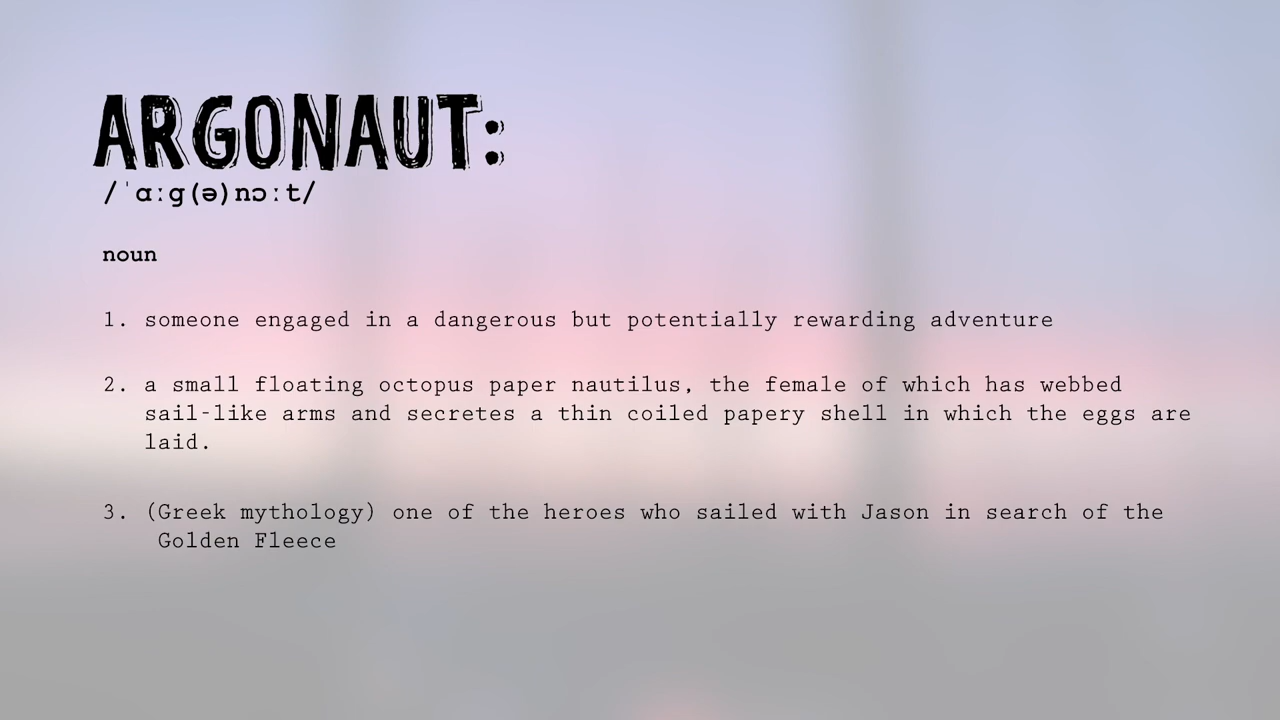 ARGONAUT:
/ˈɑːg(ə)nɔːt/
noun
1. someone engaged in a dangerous but potentially rewarding adventure
2. a small floating octopus paper nautilus, the female of which has webbed
sail-like arms and secretes a thin coiled papery shell in which the eggs are
laid.
3. (Greek mythology) one of the heroes who sailed with Jason in search of the
Golden Fleece